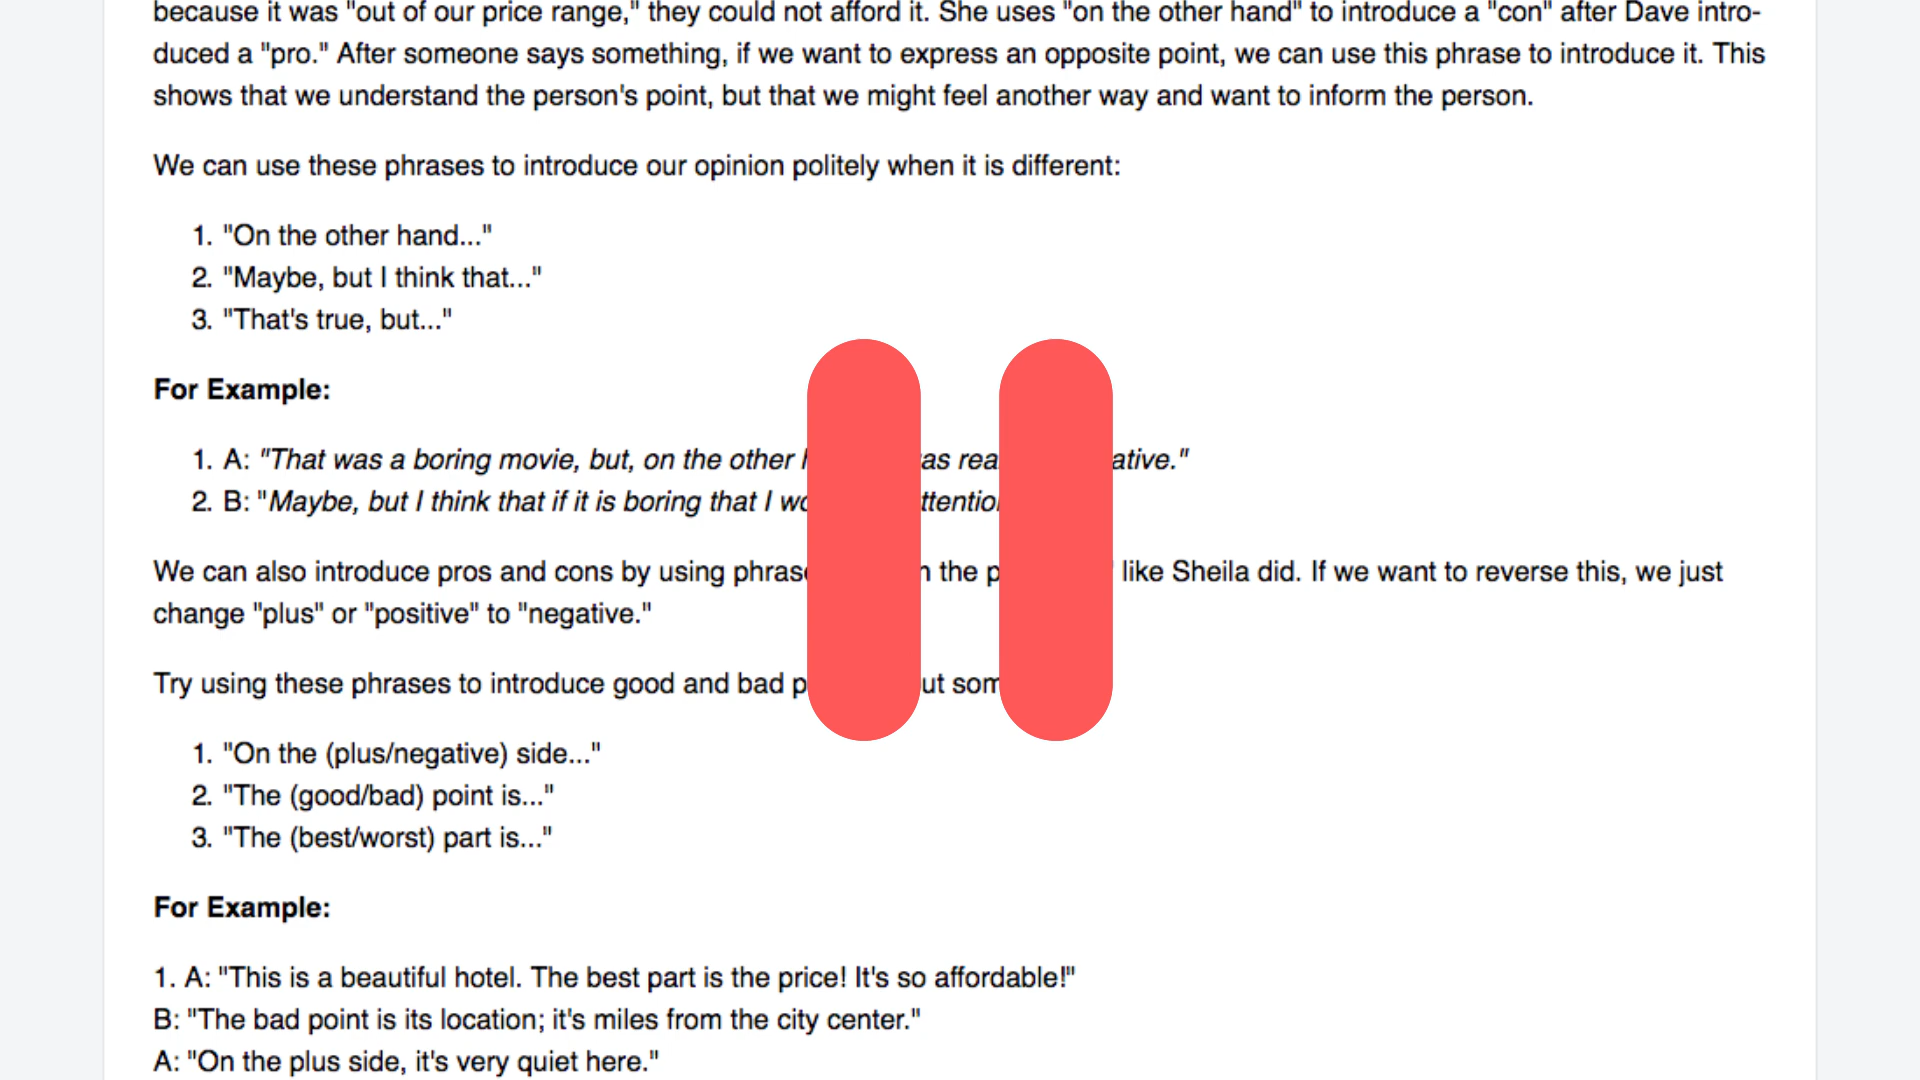 because it was "out of our price range," they could not afford it. She uses "on the other hand" to introduce a "con" after Dave intro-
duced a "pro." After someone says something, if we want to express an opposite point, we can use this phrase to introduce it. This
shows that we understand the person's point, but that we might feel another way and want to inform the person.
We can use these phrases to introduce our opinion politely when it is different:
1. "On the other hand..."
2. "Maybe, but I think that..."
3. "That's true, but..."
For Example:
1. A: "That was a boring movie, but, on the other
2. B: "Maybe, but I think that if it is boring that I
We can also introduce pros and cons by using the like Sheila did. If we want to reverse this, we just
change "plus" or "positive" to "negative."
Try using these phrases to introduce good and bad
1. "On the (plus/negative) side..."
2. "The (good/bad) point is..."
3. "The (best/worst) part is..."
For Example:
1. A: "This is a beautiful hotel. The best part is the price! It's so affordable!"
B: "The bad point is its location; it's miles from the city center."
A: "On the plus side, it's very quiet here."